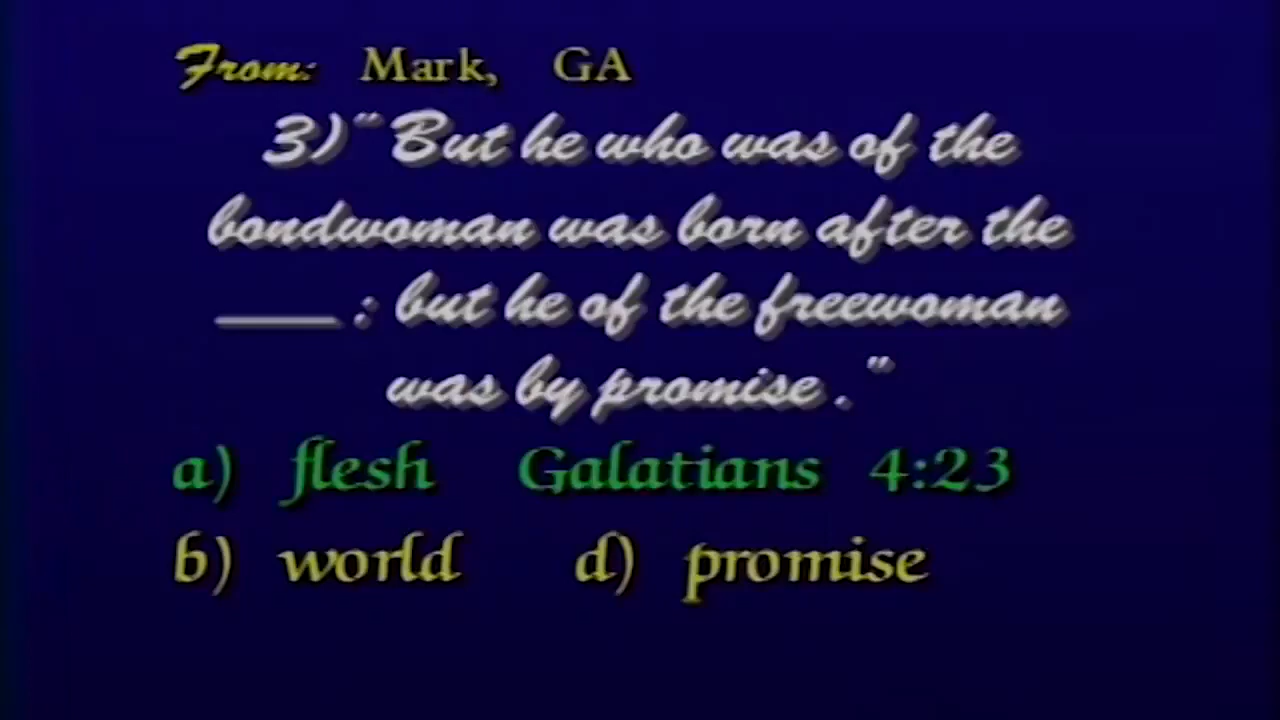 From: Mark, GA
3) "But he who was of the
bondwoman was born after the
____ : but he of the freewoman
was by promise."
a) flesh Galatians 4:23
b) world d) promise